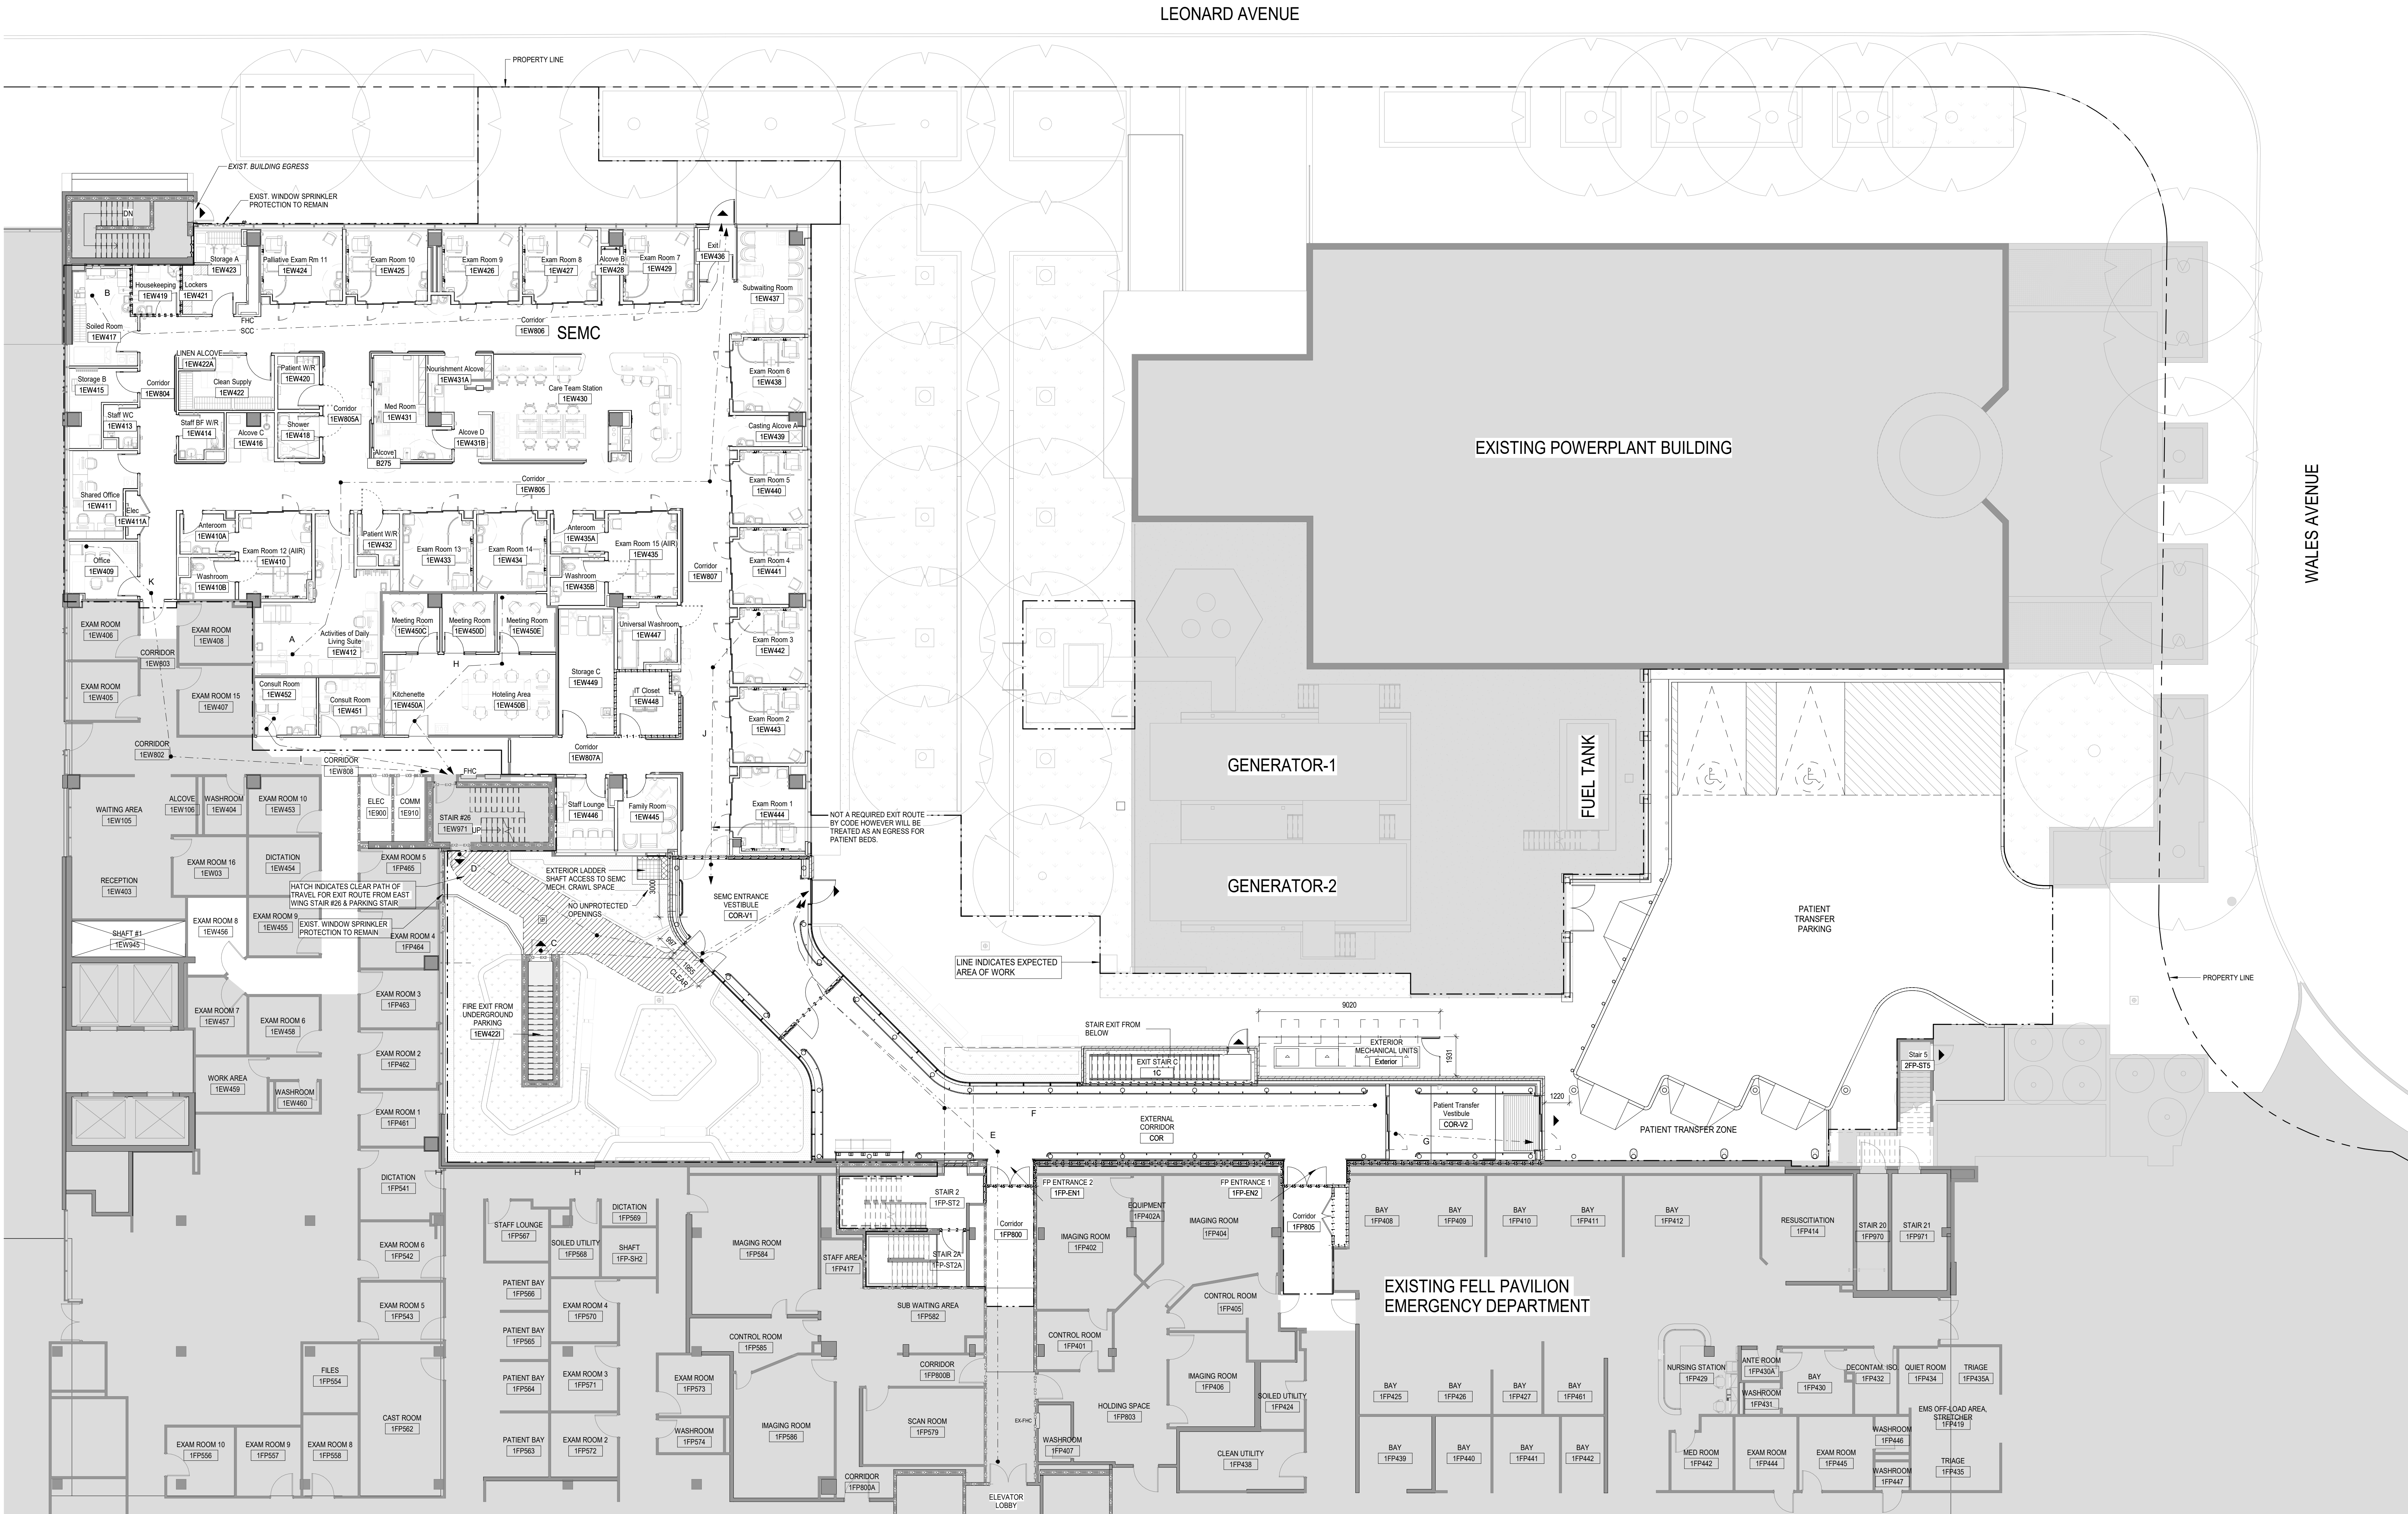 LEONARD AVENUE
PROPERTY LINE
EXIST. BUILDING EGRESS
EXIST. WINDOW SPRINKLER
PROTECTION TO REMAIN
DN
Storage A
1EW423
Palliative Exam Rm 11
1EW424
Exam Room 10
1EW425
Exam Room 9
1EW426
Exam Room 8
1EW427
Alcove B
1EW428
Exam Room 7
1EW429
Exit
1EW436
B
Housekeeping
1EW419
Lockers
1EW421
Subwaiting Room
1EW437
Soiled Room
1EW417
FHC
SCC
Corridor
1EW806
SEMC
LINEN ALCOVE
1EW422A
Patient W/R
1EW420
Nourishment Alcove
1EW431A
Exam Room 6
1EW438
Storage B
1EW415
Corridor
1EW804
Clean Supply
1EW422
Care Team Station
1EW430
Corridor
1EW805A
Med Room
1EW431
Staff WC
1EW413
Staff BF W/R
1EW414
Alcove C
1EW416
Shower
1EW418
Alcove D
1EW431B
Casting Alcove A
1EW439
Alcove
B275
EXISTING POWERPLANT BUILDING
WALES AVENUE
Corridor
1EW805
Exam Room 5
1EW440
Shared Office
1EW411
Elec
1EW411A
Anteroom
1EW410A
Patient W/R
1EW432
Anteroom
1EW435A
Exam Room 12 (AIIR)
1EW410
Exam Room 13
1EW433
Exam Room 14
1EW434
Exam Room 15 (AIIR)
1EW435
Office
1EW409
Washroom
1EW410B
Washroom
1EW435B
Corridor
1EW807
Exam Room 4
1EW441
K
EXAM ROOM
1EW406
EXAM ROOM
1EW408
A
Activities of Daily
Living Suite
1EW412
Meeting Room
1EW450C
Meeting Room
1EW450D
Meeting Room
1EW450E
Universal Washroom
1EW447
Exam Room 3
1EW442
CORRIDOR
1EW803
H
Storage C
1EW449
EXAM ROOM
1EW405
EXAM ROOM 15
1EW407
Consult Room
1EW452
Consult Room
1EW451
Kitchenette
1EW450A
Hoteling Area
1EW450B
IT Closet
1EW448
Exam Room 2
1EW443
J
CORRIDOR
1EW802
I
CORRIDOR
1EW808
Corridor
1EW807A
FHC
GENERATOR-1
FUEL TANK
WAITING AREA
1EW105
ALCOVE
1EW106
WASHROOM
1EW404
EXAM ROOM 10
1EW453
ELEC
1E900
COMM
1E910
STAIR #26
1EW971
UP
Staff Lounge
1EW446
Family Room
1EW445
Exam Room 1
1EW444
NOT A REQUIRED EXIT ROUTE
BY CODE HOWEVER WILL BE
TREATED AS AN EGRESS FOR
PATIENT BEDS.
EXAM ROOM 16
1EW03
DICTATION
1EW454
EXAM ROOM 5
1FP465
D
EXTERIOR LADDER
SHAFT ACCESS TO SEMC
MECH. CRAWL SPACE
3000
RECEPTION
1EW403
HATCH INDICATES CLEAR PATH OF
TRAVEL FOR EXIT ROUTE FROM EAST
WING STAIR #26 & PARKING STAIR
NO UNPROTECTED
OPENINGS
SEMC ENTRANCE
VESTIBULE
COR-V1
GENERATOR-2
EXAM ROOM 8
1EW456
EXAM ROOM 9
1EW455
EXIST. WINDOW SPRINKLER
PROTECTION TO REMAIN
EXAM ROOM 4
1FP464
SHAFT #1
1EW945
C
997
1955
CLEAR
PATIENT
TRANSFER
PARKING
LINE INDICATES EXPECTED
AREA OF WORK
PROPERTY LINE
EXAM ROOM 3
1FP463
EXAM ROOM 7
1EW457
EXAM ROOM 6
1EW458
FIRE EXIT FROM
UNDERGROUND
PARKING
1EW422I
9020
STAIR EXIT FROM
BELOW
EXTERIOR
MECHANICAL UNITS
Exterior
1931
EXAM ROOM 2
1FP462
EXIT STAIR C
1C
Stair 5
2FP-ST5
WORK AREA
1EW459
WASHROOM
1EW460
EXAM ROOM 1
1FP461
F
EXTERNAL
CORRIDOR
COR
Patient Transfer
Vestibule
COR-V2
1220
G
PATIENT TRANSFER ZONE
E
H
DICTATION
1FP541
FP ENTRANCE 2
1FP-EN1
FP ENTRANCE 1
1FP-EN2
STAFF LOUNGE
1FP567
DICTATION
1FP569
STAIR 2
1FP-ST2
Corridor
1FP800
EQUIPMENT
1FP402A
IMAGING ROOM
1FP404
Corridor
1FP805
BAY
1FP408
BAY
1FP409
BAY
1FP410
BAY
1FP411
BAY
1FP412
RESUSCITIATION
1FP414
STAIR 20
1FP970
STAIR 21
1FP971
EXAM ROOM 6
1FP542
SOILED UTILITY
1FP568
SHAFT
1FP-SH2
IMAGING ROOM
1FP584
STAFF AREA
1FP417
STAIR 2A
1FP-ST2A
IMAGING ROOM
1FP402
PATIENT BAY
1FP566
EXISTING FELL PAVILION
EMERGENCY DEPARTMENT
EXAM ROOM 5
1FP543
EXAM ROOM 4
1FP570
SUB WAITING AREA
1FP582
CONTROL ROOM
1FP405
PATIENT BAY
1FP565
CONTROL ROOM
1FP585
CONTROL ROOM
1FP401
FILES
1FP554
PATIENT BAY
1FP564
EXAM ROOM 3
1FP571
EXAM ROOM
1FP573
CORRIDOR
1FP800B
IMAGING ROOM
1FP406
NURSING STATION
1FP429
ANTE ROOM
1FP430A
BAY
1FP430
DECONTAM. ISO.
1FP432
QUIET ROOM
1FP434
TRIAGE
1FP435A
BAY
1FP425
BAY
1FP426
BAY
1FP427
BAY
1FP461
WASHROOM
1FP431
SOILED UTILITY
1FP424
CAST ROOM
1FP562
IMAGING ROOM
1FP586
SCAN ROOM
1FP579
EX-FHC
HOLDING SPACE
1FP803
EMS OFF-LOAD AREA,
STRETCHER
1FP419
EXAM ROOM 10
1FP556
EXAM ROOM 9
1FP557
EXAM ROOM 8
1FP558
PATIENT BAY
1FP563
EXAM ROOM 2
1FP572
WASHROOM
1FP574
WASHROOM
1FP407
CLEAN UTILITY
1FP438
BAY
1FP439
BAY
1FP440
BAY
1FP441
BAY
1FP442
MED ROOM
1FP442
EXAM ROOM
1FP444
EXAM ROOM
1FP445
WASHROOM
1FP446
WASHROOM
1FP447
TRIAGE
1FP435
CORRIDOR
1FP800A
ELEVATOR
LOBBY